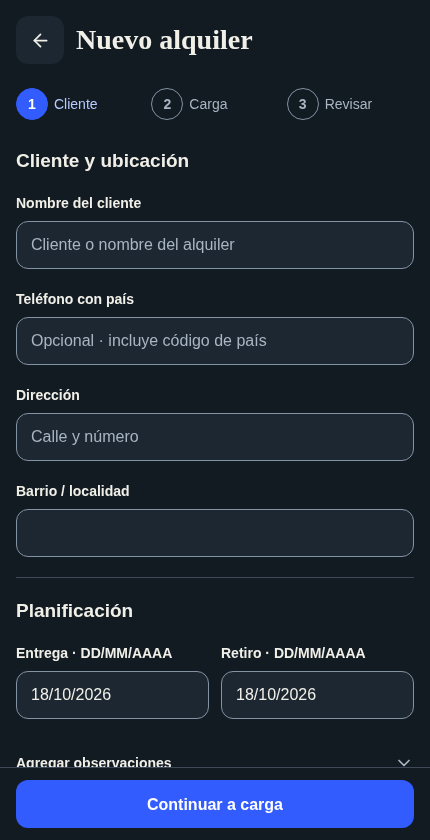 Nuevo alquiler
1 Cliente 2 Carga 3 Revisar
Cliente y ubicación
Nombre del cliente
Cliente o nombre del alquiler
Teléfono con país
Opcional · incluye código de país
Dirección
Calle y número
Barrio / localidad
Planificación
Entrega · DD/MM/AAAA Retiro · DD/MM/AAAA
18/10/2026 18/10/2026
Agregar observaciones
Continuar a carga